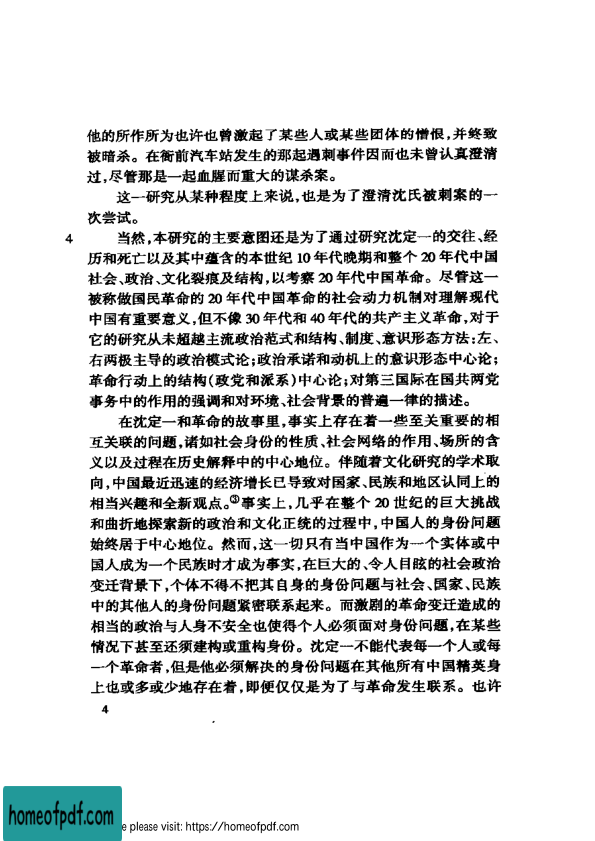 他的所作所为也许也曾激起了某些人或某些团体的憎恨,并终致
被暗杀。在衙前汽车站发生的那起遇刺事件因而也未曾认真澄清
过,尽管那是一起血腥而重大的谋杀案。
这一研究从某种程度上来说,也是为了澄清沈氏被刺案的一
次尝试。
4 当然,本研究的主要意图还是为了通过研究沈定一的交往、经
历和死亡以及其中蕴含的本世纪10年代晚期和整个20年代中国
社会、政治、文化裂痕及结构,以考察20年代中国革命。尽管这一
被称做国民革命的20年代中国革命的社会动力机制对理解现代
中国有重要意义,但不像30年代和40年代的共产主义革命,对于
它的研究从未超越主流政治范式和结构、制度、意识形态方法:左、
右两极主导的政治模式论;政治承诺和动机上的意识形态中心论;
革命行动上的结构(政党和派系)中心论;对第三国际在国共两党
事务中的作用的强调和对环境、社会背景的普遍一律的描述。
在沈定一和革命的故事里,事实上存在着一些至关重要的相
互关联的问题,诸如社会身份的性质、社会网络的作用、场所的含
义以及过程在历史解释中的中心地位。伴随着文化研究的学术取
向,中国最近迅速的经济增长已导致对国家、民族和地区认同上的
相当兴趣和全新观点。③事实上,几乎在整个20世纪的巨大挑战
和曲折地探索新的政治和文化正统的过程中,中国人的身份问题
始终居于中心地位。然而,这一切只有当中国作为一个实体或中
国人成为一个民族时才成为事实,在巨大的、令人目眩的社会政治
变迁背景下,个体不得不把其自身的身份问题与社会、国家、民族
中的其他人的身份问题紧密联系起来。而激剧的革命变迁造成的
相当的政治与人身不安全也使得个人必须面对身份问题,在某些
情况下甚至还须建构或重构身份。沈定一不能代表每一个人或每
一个革命者,但是他必须解决的身份问题在其他所有中国精英身
上也或多或少地存在着,即便仅仅是为了与革命发生联系。也许
4
homeofpdf.com
e please visit: https://homeofpdf.com